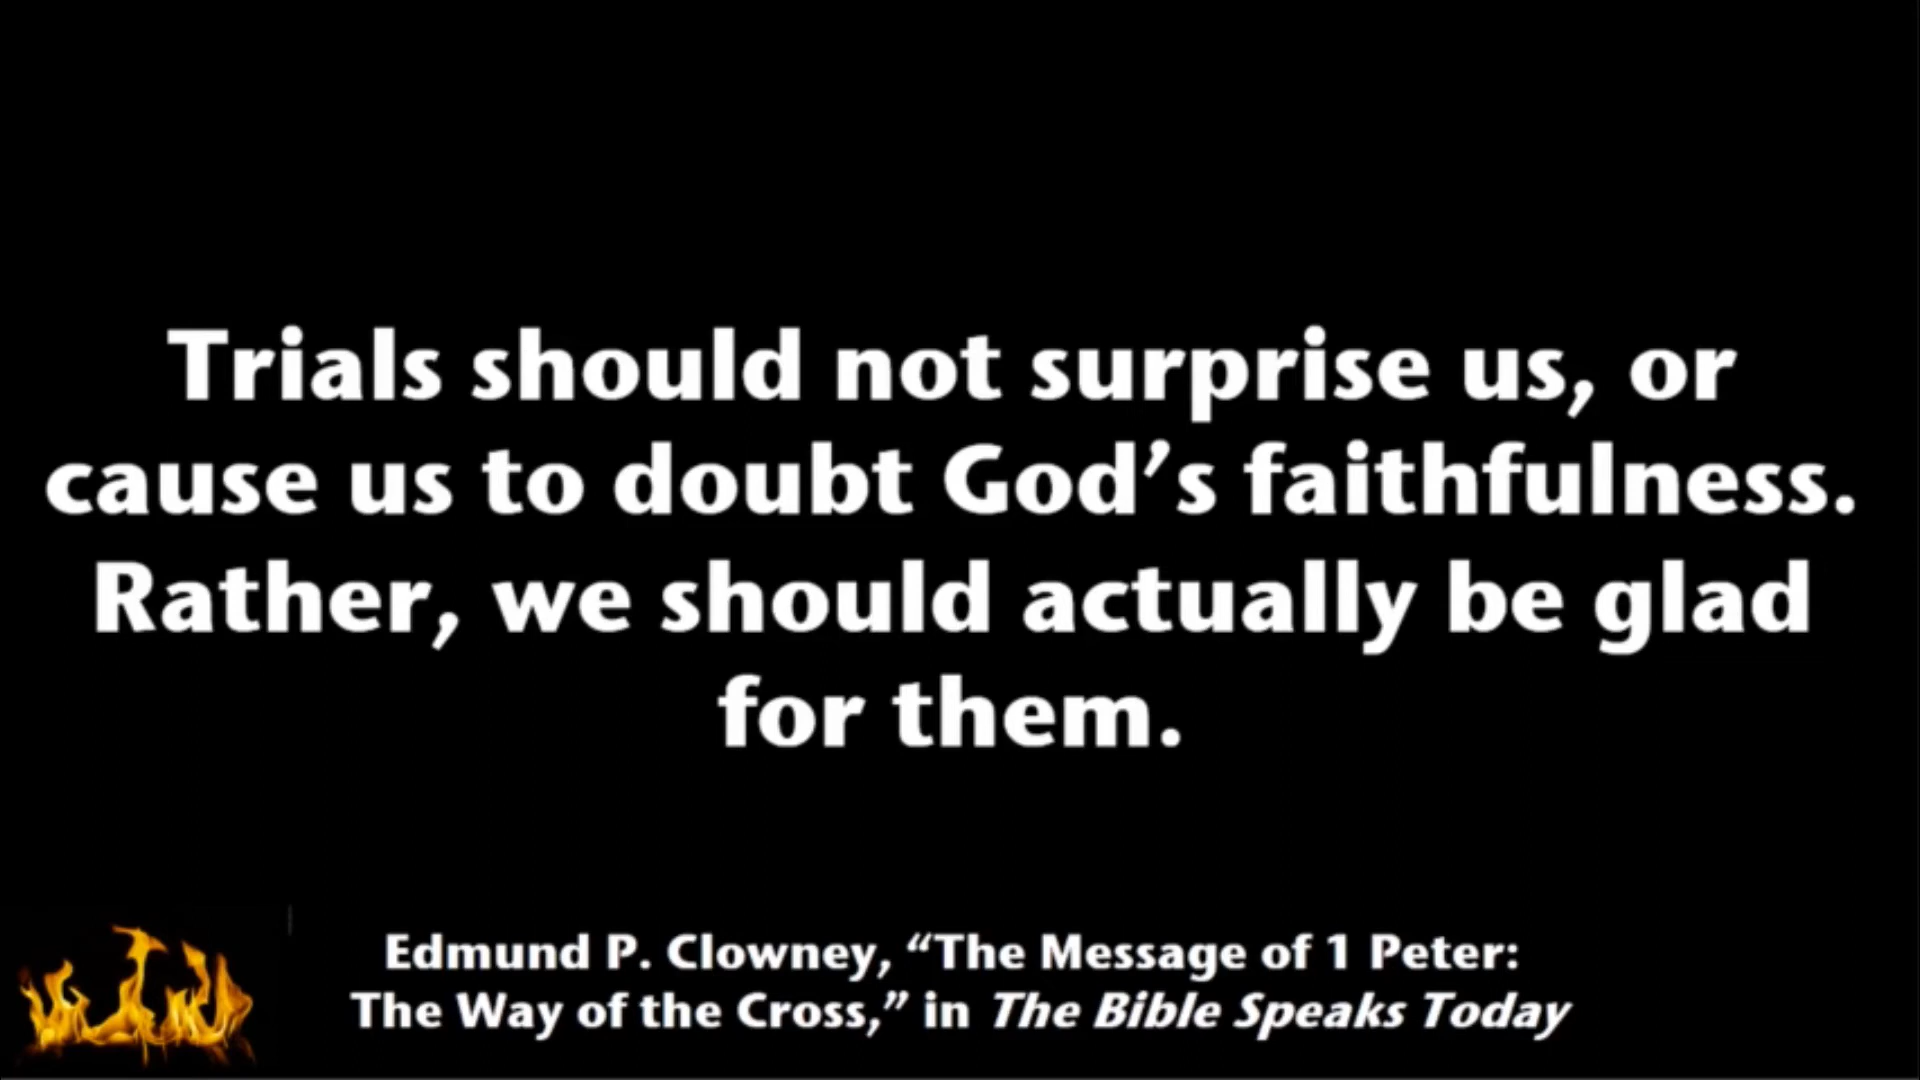 Trials should not surprise us, or
cause us to doubt God’s faithfulness.
Rather, we should actually be glad
for them.
Edmund P. Clowney, “The Message of 1 Peter:
The Way of the Cross,” in The Bible Speaks Today